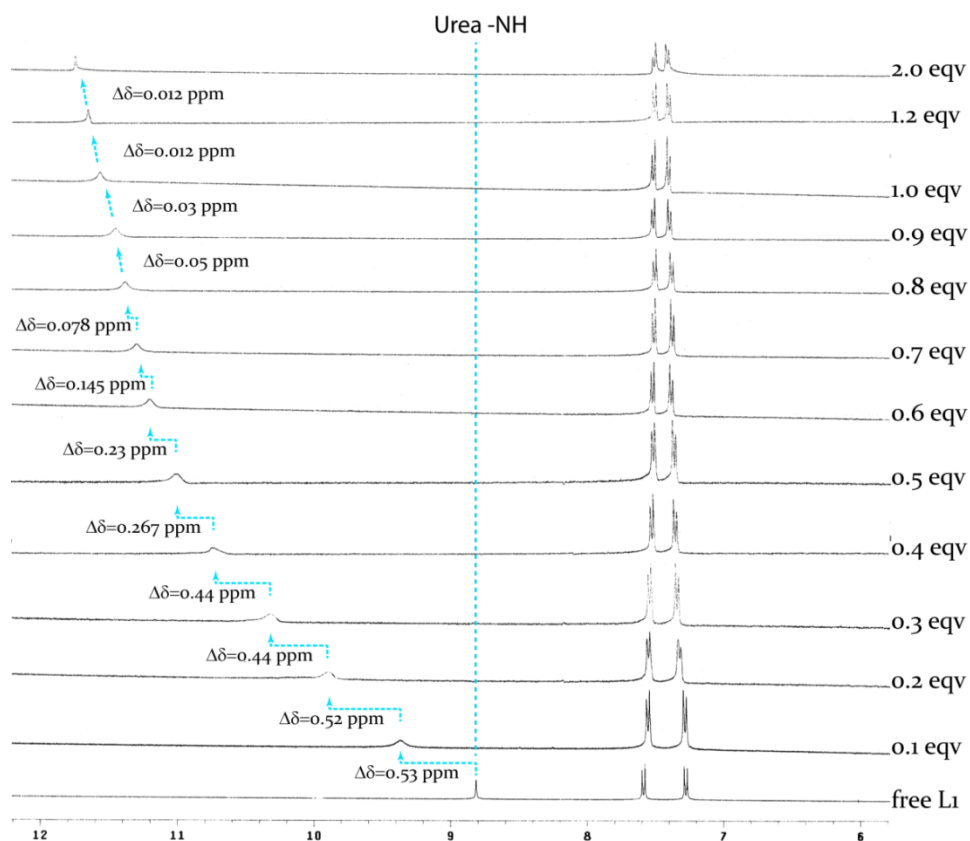 Urea -NH
2.0 eqv
Δδ=0.012 ppm
1.2 eqv
Δδ=0.012 ppm
1.0 eqv
Δδ=0.03 ppm
0.9 eqv
Δδ=0.05 ppm
0.8 eqv
Δδ=0.078 ppm
0.7 eqv
Δδ=0.145 ppm
0.6 eqv
Δδ=0.23 ppm
0.5 eqv
Δδ=0.267 ppm
0.4 eqv
Δδ=0.44 ppm
0.3 eqv
Δδ=0.44 ppm
0.2 eqv
Δδ=0.52 ppm
0.1 eqv
Δδ=0.53 ppm
free L1
12 11 10 9 8 7 6